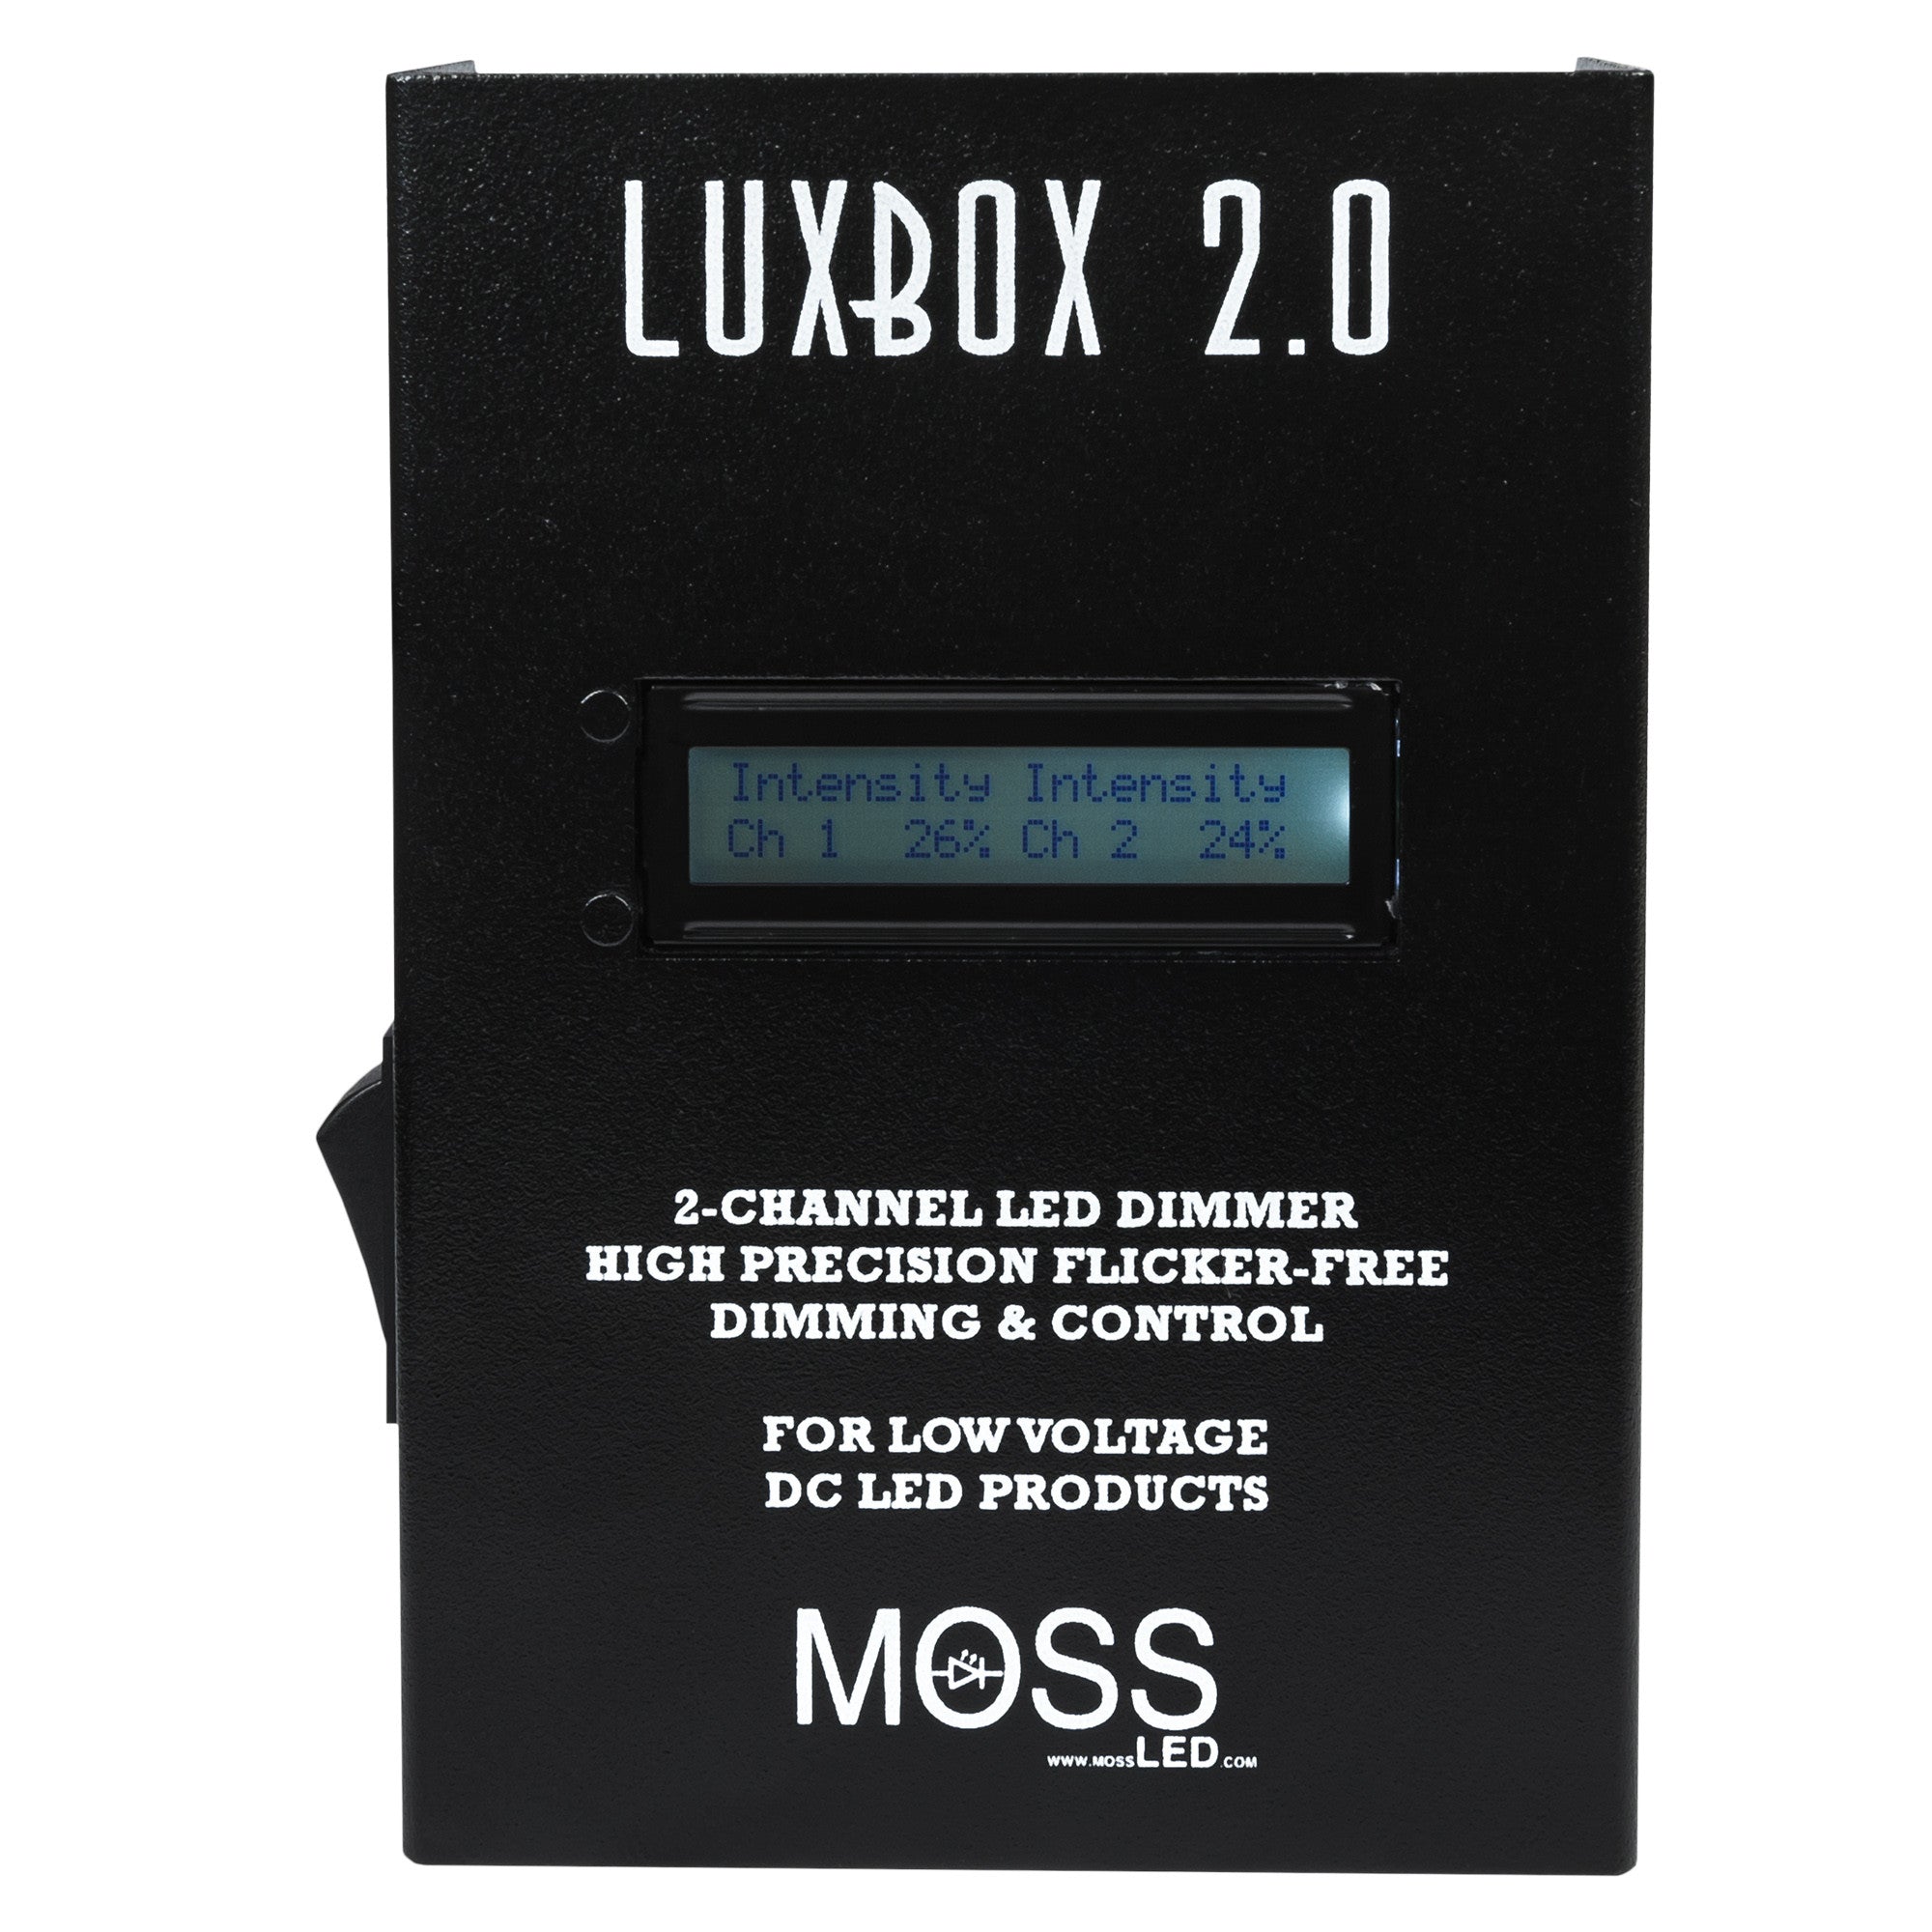 LUXBOX 2.0
Intensity Intensity
Ch 1 26% Ch 2 24%
2-CHANNEL LED DIMMER
HIGH PRECISION FLICKER-FREE
DIMMING & CONTROL
FOR LOW VOLTAGE
DC LED PRODUCTS
MOSS
WWW.MOSSLED.COM